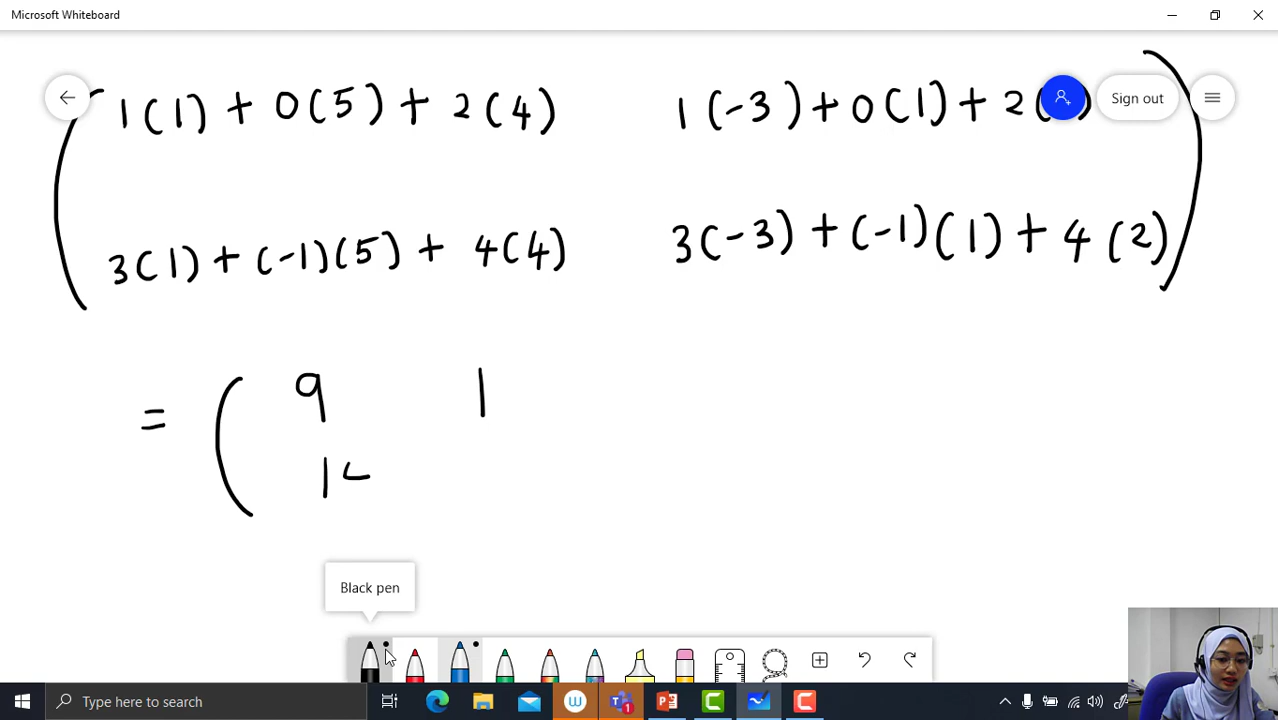 Microsoft Whiteboard
1(1) + 0(5) + 2(4) 1(-3) + 0(1) + 2( )
Sign out
3(1) + (-1)(5) + 4(4) 3(-3) + (-1)(1) + 4(2)
= ( 9 1
14
Black pen
Type here to search